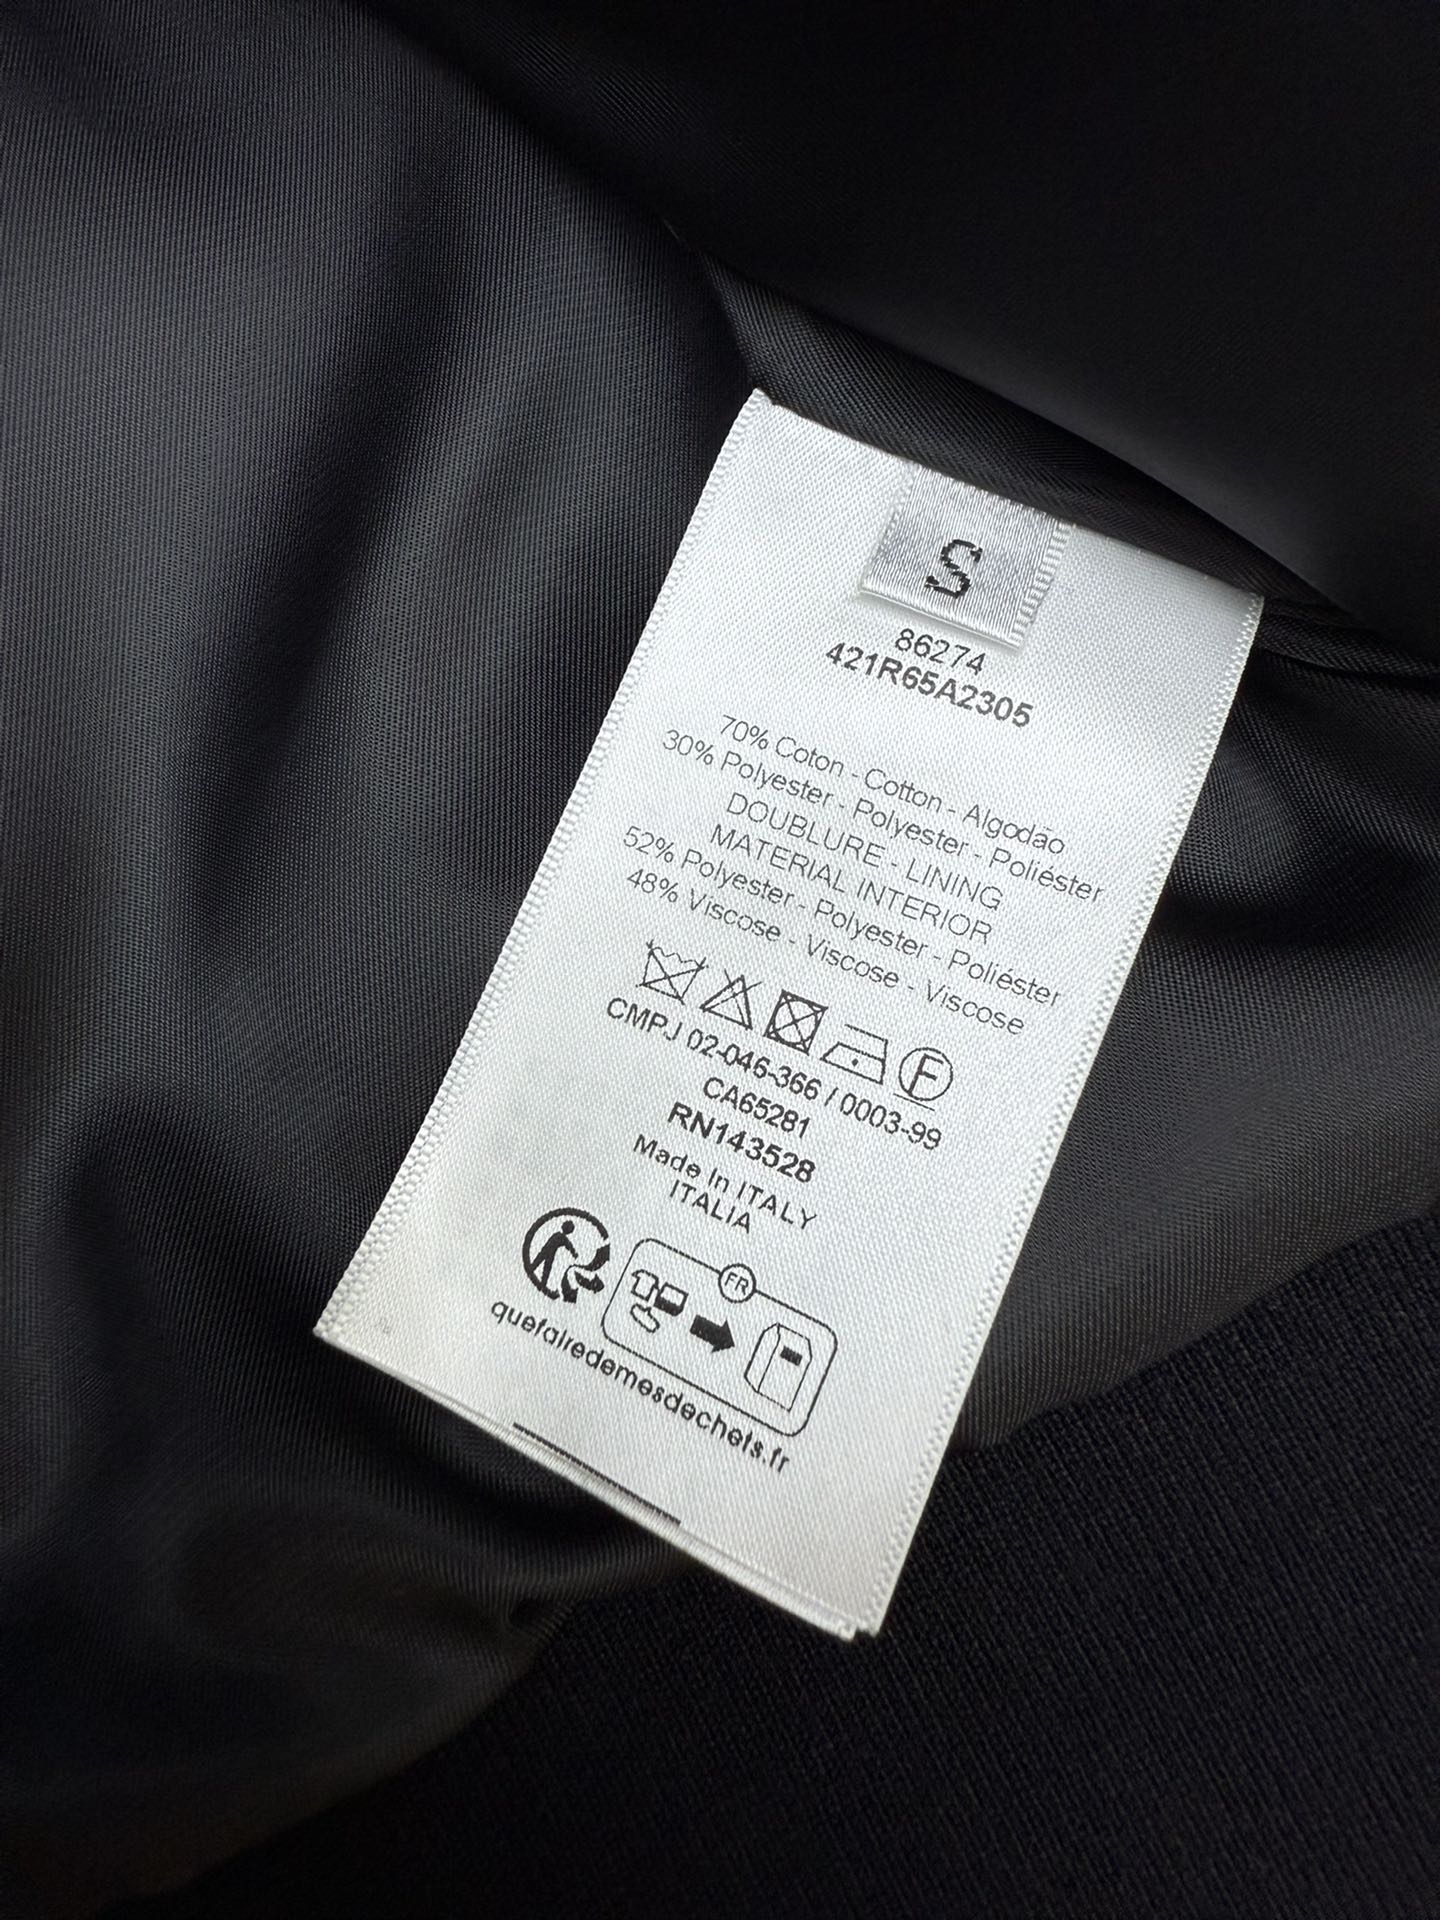 S
86274
421R65A2305
70% Coton - Cotton - Algodão
30% Polyester - Polyester - Poliéster
DOUBLURE - LINING
MATERIAL INTERIOR
52% Polyester - Polyester - Poliéster
48% Viscose - Viscose - Viscose
F
CMPJ 02-046-366 / 0003-99
CA65281
RN143528
Made In ITALY
ITALIA
FR
quefairedemesdechets.fr